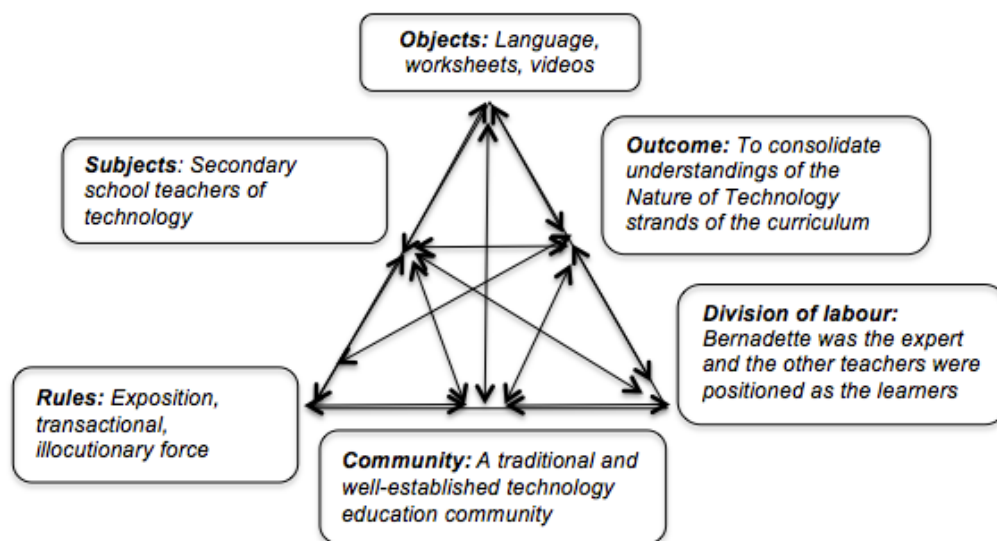 Objects: Language,
worksheets, videos
Subjects: Secondary
school teachers of
technology
Outcome: To consolidate
understandings of the
Nature of Technology
strands of the curriculum
Division of labour:
Bernadette was the expert
and the other teachers were
positioned as the learners
Rules: Exposition,
transactional,
illocutionary force
Community: A traditional and
well-established technology
education community